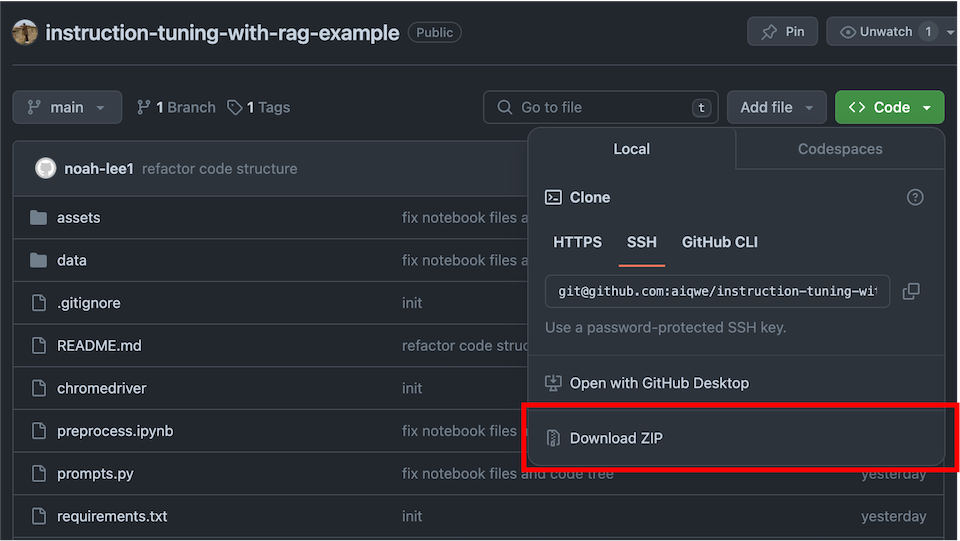 instruction-tuning-with-rag-example Public Pin Unwatch 1
main 1 Branch 1 Tags Go to file t Add file Code
Local Codespaces
noah-lee1 refactor code structure
Clone
assets fix notebook files a
HTTPS SSH GitHub CLI
data fix notebook files a
git@github.com:aiqwe/instruction-tuning-wit
.gitignore init
Use a password-protected SSH key.
README.md refactor code struc
Open with GitHub Desktop
chromedriver init
preprocess.ipynb fix notebook files
Download ZIP
prompts.py fix notebook files and code tree yesterday
requirements.txt init yesterday